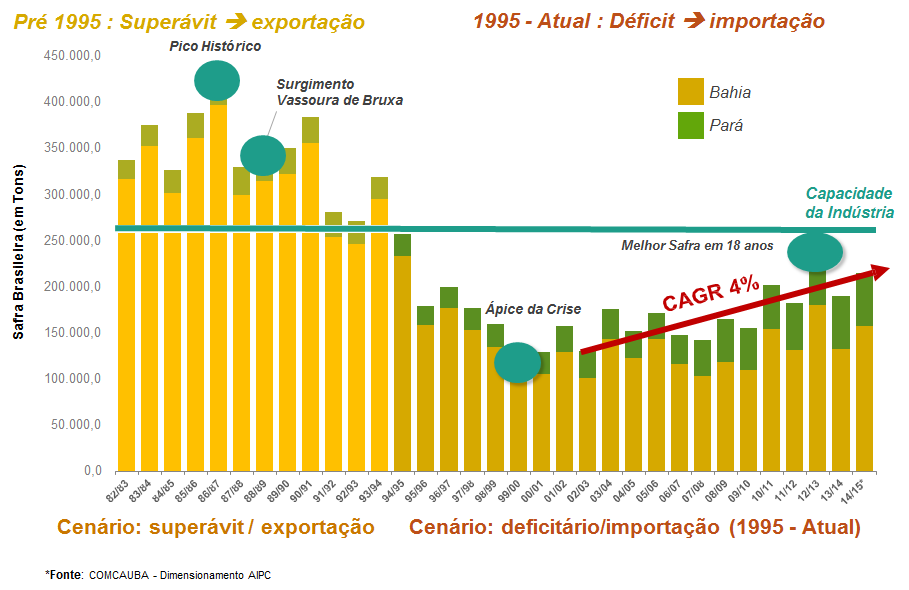 Pré 1995 : Superávit ➔ exportação
1995 - Atual : Déficit ➔ importação
Pico Histórico
Surgimento
Vassoura de Bruxa
Bahia
Pará
Capacidade
da Indústria
Melhor Safra em 18 anos
CAGR 4%
Ápice da Crise
Safra Brasileira (em Tons)
450.000,0
400.000,0
350.000,0
300.000,0
250.000,0
200.000,0
150.000,0
100.000,0
50.000,0
0,0
82/83
83/84
84/85
85/86
86/87
87/88
88/89
89/90
90/91
91/92
92/93
93/94
94/95
95/96
96/97
97/98
98/99
99/00
00/01
01/02
02/03
03/04
04/05
05/06
06/07
07/08
08/09
09/10
10/11
11/12
12/13
13/14
14/15*
Cenário: superávit / exportação
Cenário: deficitário/importação (1995 - Atual)
*Fonte: COMCAUBA - Dimensionamento AIPC